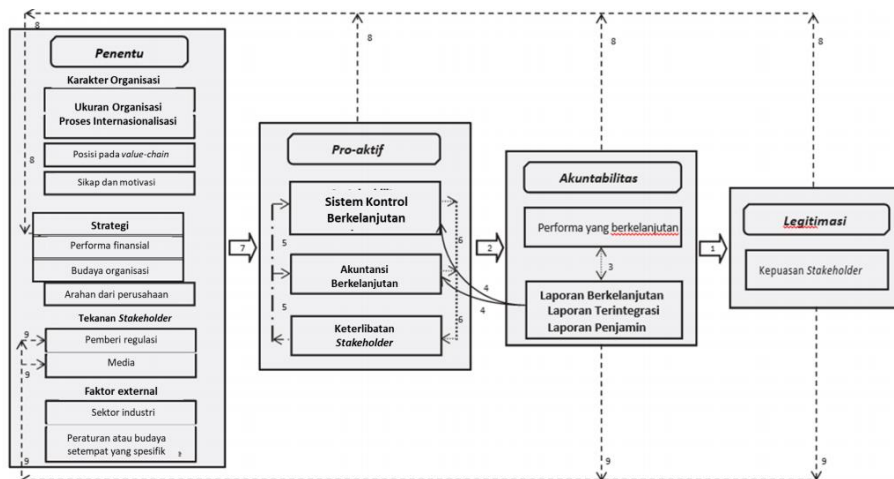 8
8
8
8
Penentu
Karakter Organisasi
Ukuran Organisasi
Proses Internasionalisasi
Posisi pada value-chain
8
Sikap dan motivasi
Strategi
Performa finansial
Budaya organisasi
Arahan dari perusahaan
Tekanan Stakeholder
9
Pemberi regulasi
Media
9
Faktor external
Sektor industri
Peraturan atau budaya
setempat yang spesifik
9
7
Pro-aktif
Sistem Kontrol
Berkelanjutan
5
6
Akuntansi
Berkelanjutan
5
6
Keterlibatan
Stakeholder
4
4
2
Akuntabilitas
Performa yang berkelanjutan
3
Laporan Berkelanjutan
Laporan Terintegrasi
Laporan Penjamin
9
1
Legitimasi
Kepuasan Stakeholder
9